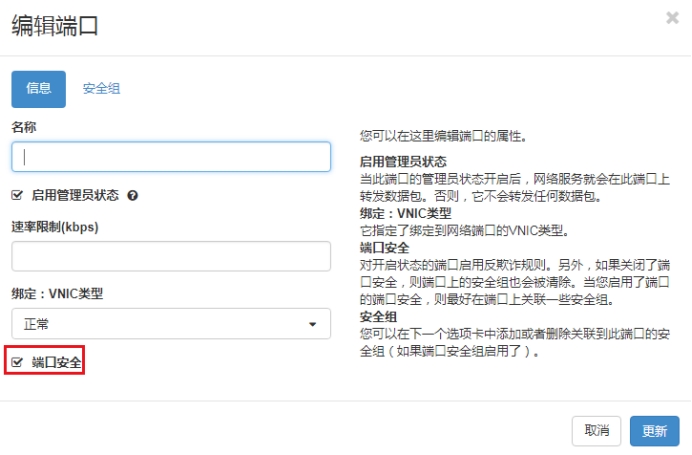 编辑端口
×
信息
安全组
名称
启用管理员状态
速率限制(kbps)
绑定：VNIC类型
正常
端口安全
您可以在这里编辑端口的属性。
启用管理员状态
当此端口的管理员状态开启后，网络服务就会在此端口上
转发数据包。否则，它不会转发任何数据包。
绑定：VNIC类型
它指定了绑定到网络端口的VNIC类型。
端口安全
对开启状态的端口启用反欺诈规则。另外，如果关闭了端
口安全，则端口上的安全组也会被清除。当您启用了端口
的端口安全，则最好在端口上关联一些安全组。
安全组
您可以在下一个选项卡中添加或者删除关联到此端口的安
全组（如果端口安全组启用了）。
取消
更新